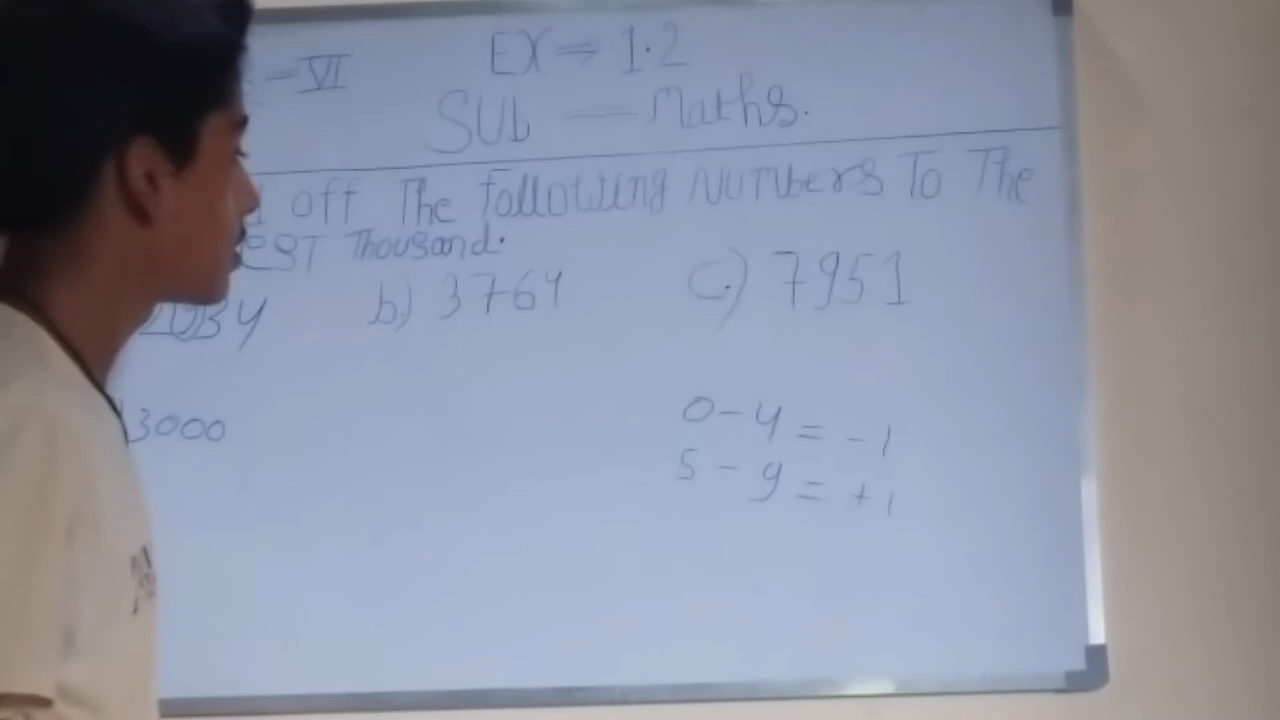 – VI EX ⇒ 1.2
SUb — Maths.
off The following Numbers To The
EST Thousand.
b) 3764 c.) 7951
3000
0 – 4 = – 1
5 – 9 = + 1